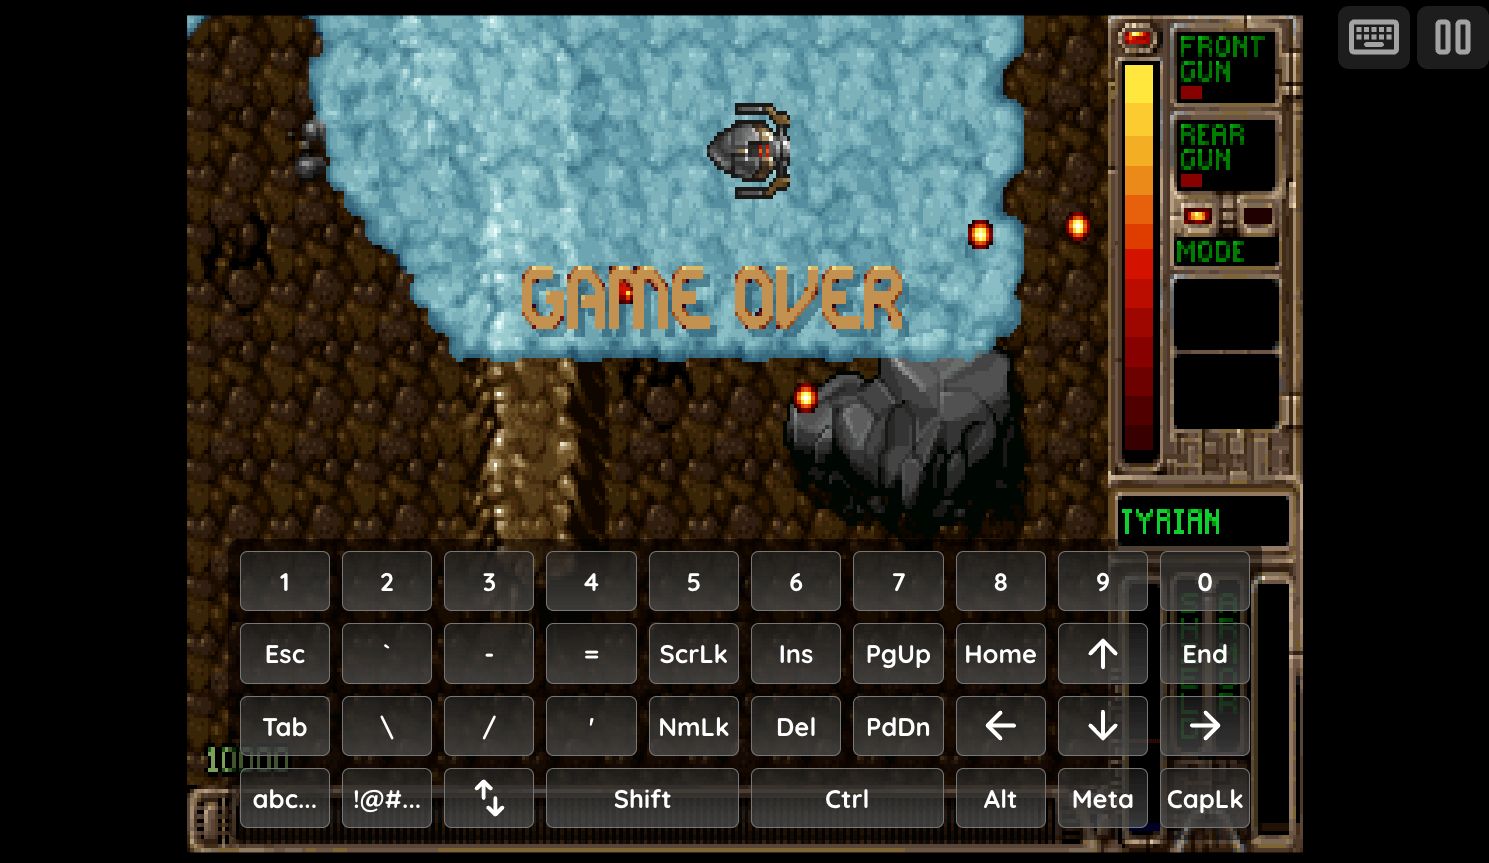 FRONT
GUN
REAR
GUN
MODE
GAME OVER
TYRIAN
1 2 3 4 5 6 7 8 9 0
Esc ` - = ScrLk Ins PgUp Home ↑ End
Tab \ / ' NmLk Del PdDn ← ↓ →
10000
abc... !@#... Shift Ctrl Alt Meta CapLk